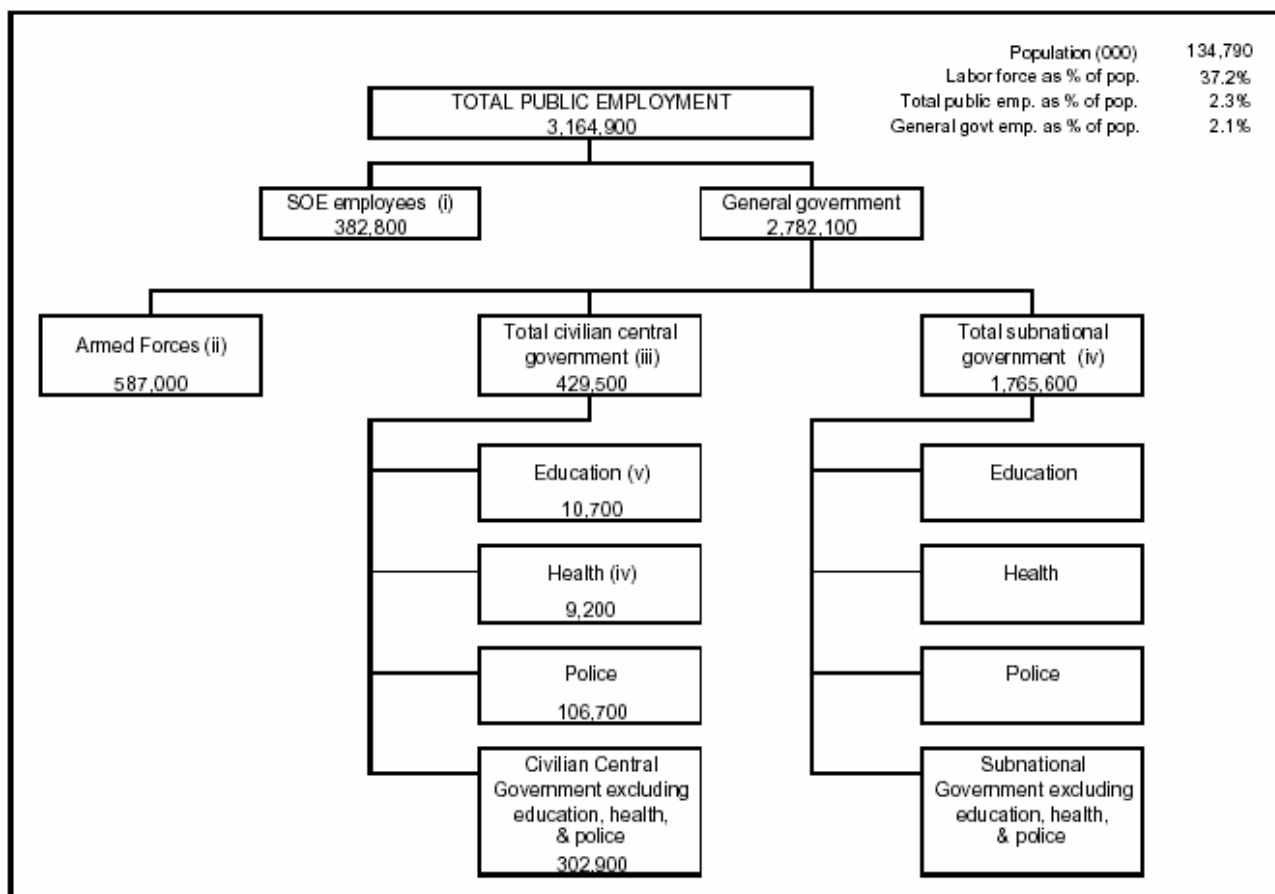 Population (000) 134,790
Labor force as % of pop. 37.2%
Total public emp. as % of pop. 2.3%
General govt emp. as % of pop. 2.1%
TOTAL PUBLIC EMPLOYMENT
3,164,900
SOE employees (i)
382,800
General government
2,782,100
Armed Forces (ii)
587,000
Total civilian central
government (iii)
429,500
Total subnational
government (iv)
1,765,600
Education (v)
10,700
Health (iv)
9,200
Police
106,700
Civilian Central
Government excluding
education, health,
& police
302,900
Education
Health
Police
Subnational
Government excluding
education, health,
& police